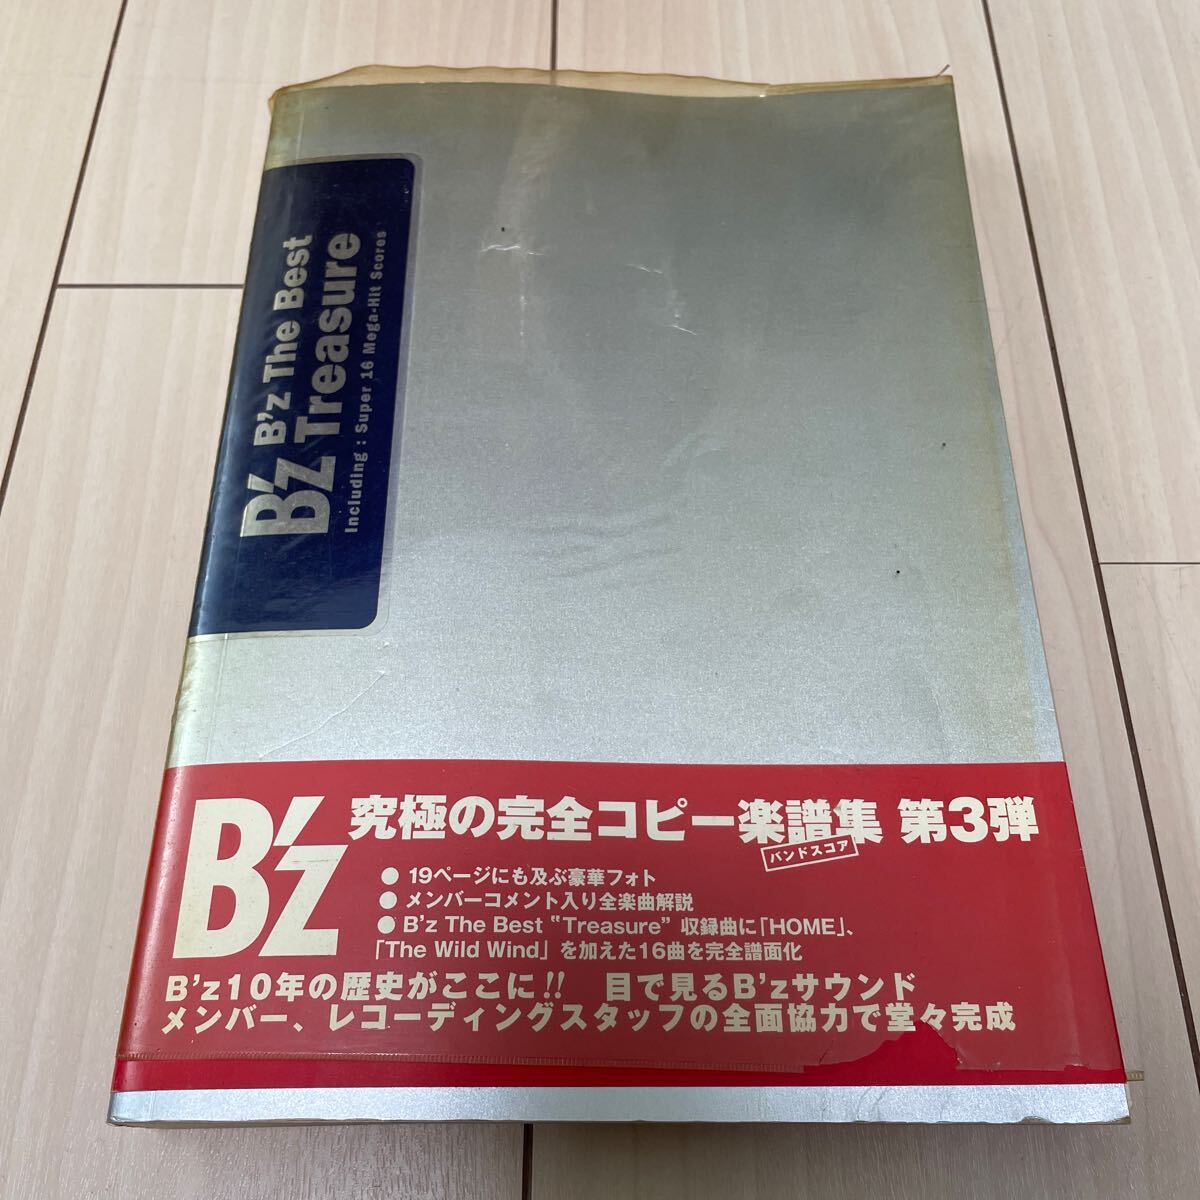 B'z The Best
B'z Treasure
Including : Super 16 Mega-Hit Scores
B'z
究極の完全コピー楽譜集 第3弾
バンドスコア
● 19ページにも及ぶ豪華フォト
● メンバーコメント入り全楽曲解説
● B'z The Best “Treasure” 収録曲に「HOME」、
「The Wild Wind」を加えた16曲を完全譜面化
B'z10年の歴史がここに!! 目で見るB'zサウンド
メンバー、レコーディングスタッフの全面協力で堂々完成